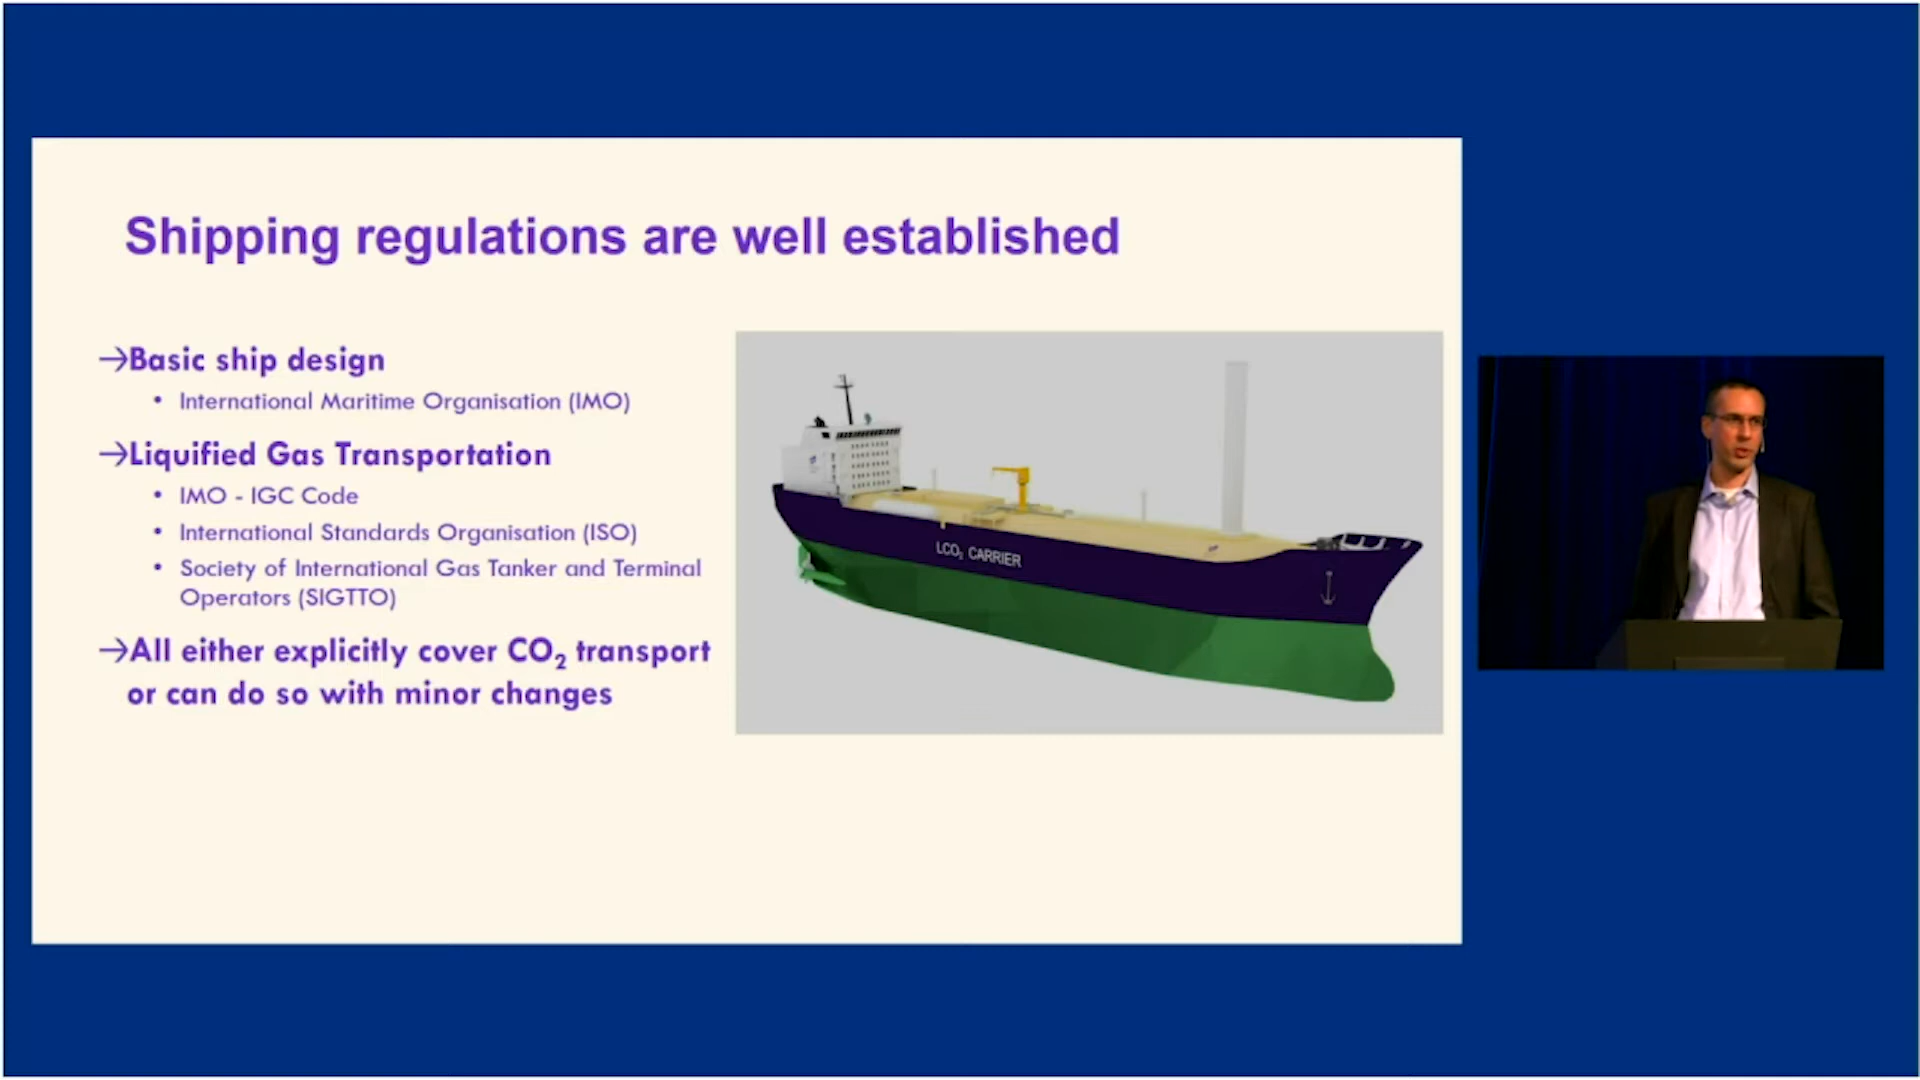 Shipping regulations are well established
→Basic ship design
• International Maritime Organisation (IMO)
→Liquified Gas Transportation
• IMO - IGC Code
• International Standards Organisation (ISO)
• Society of International Gas Tanker and Terminal
Operators (SIGTTO)
→All either explicitly cover CO₂ transport
or can do so with minor changes
LCO₂ CARRIER